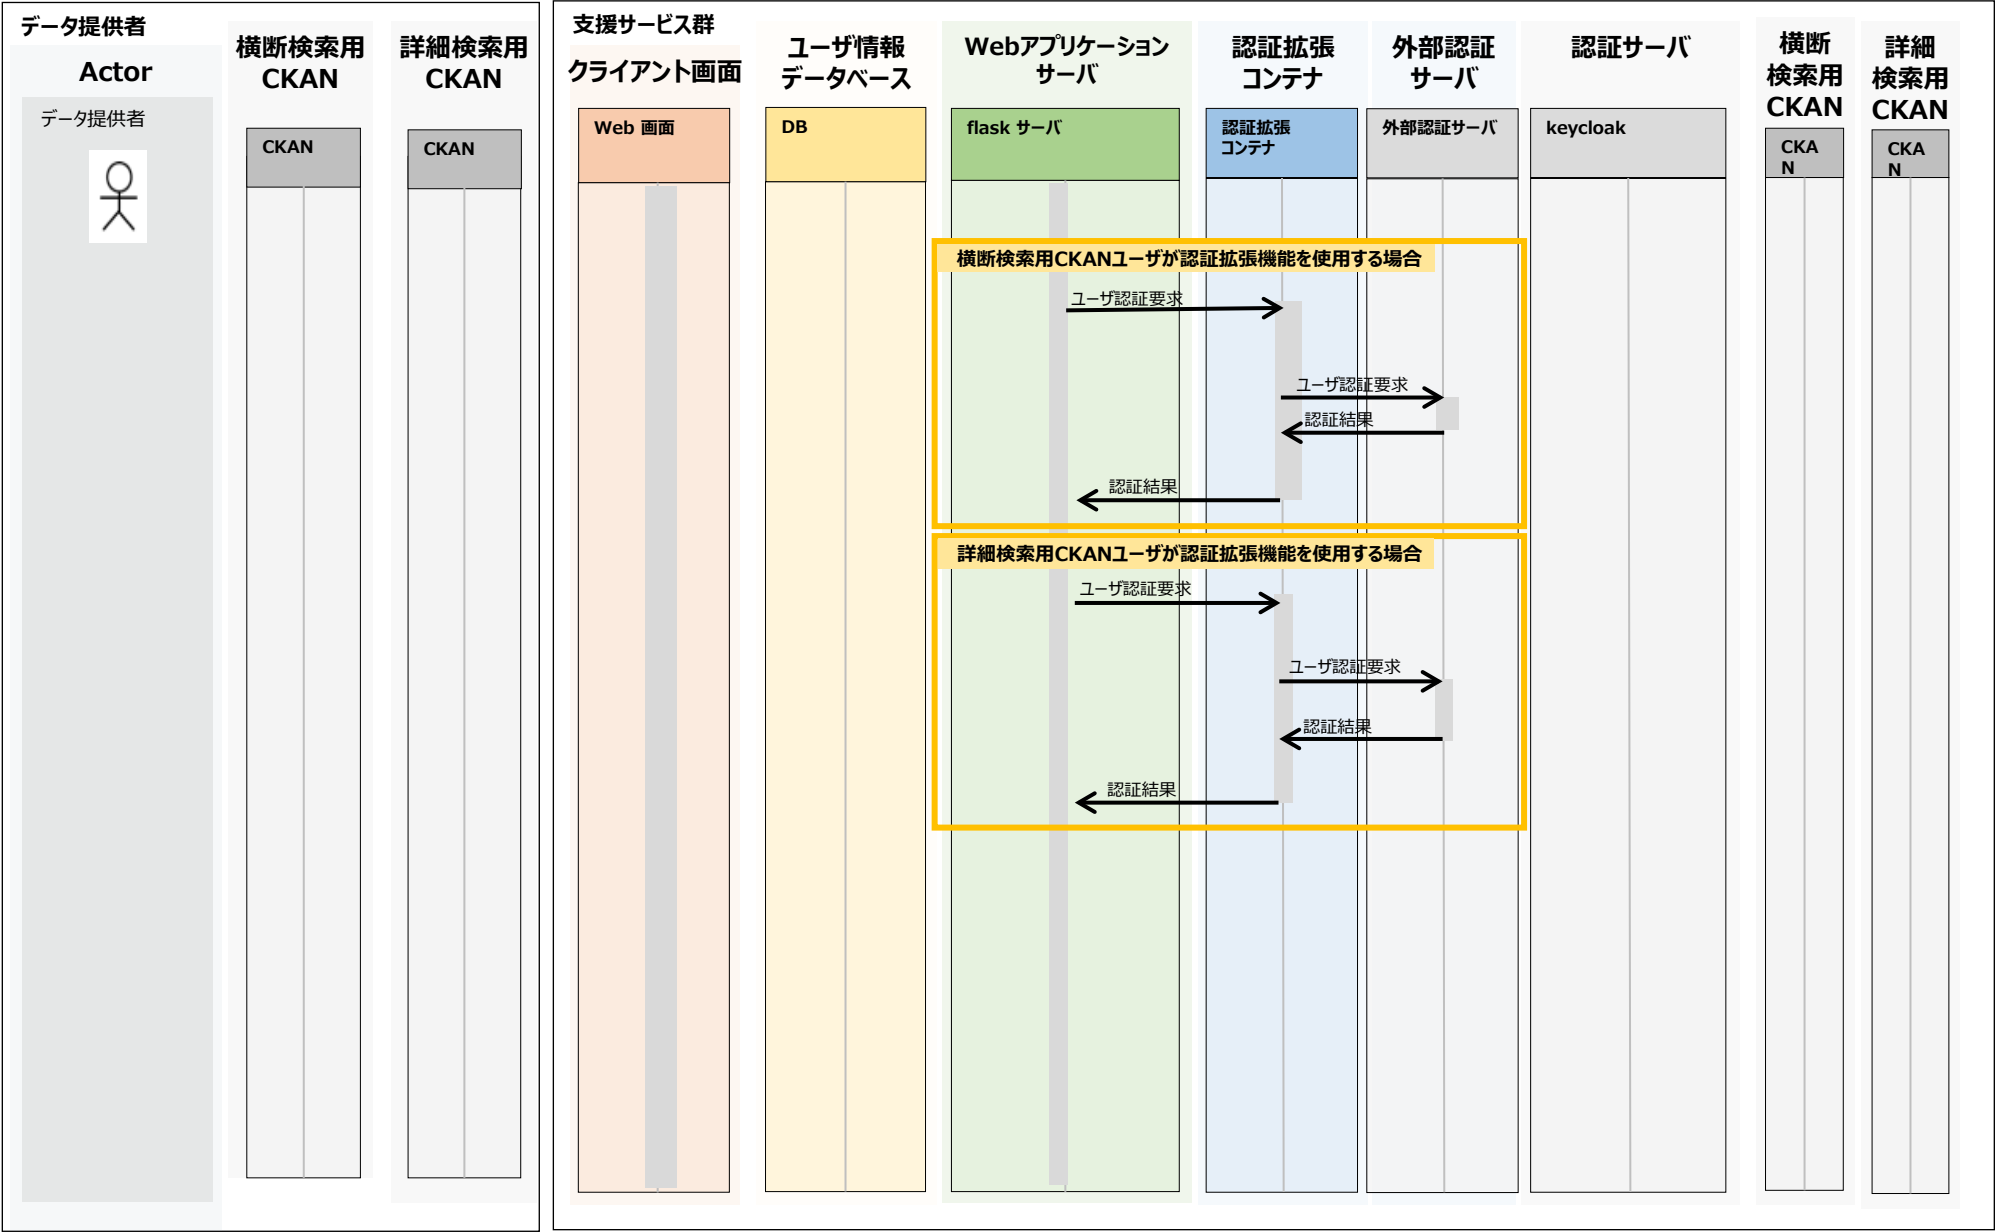 データ提供者
Actor
データ提供者
横断検索用
CKAN
CKAN
詳細検索用
CKAN
CKAN
支援サービス群
クライアント画面
Web 画面
ユーザ情報
データベース
DB
Webアプリケーション
サーバ
flask サーバ
認証拡張
コンテナ
認証拡張
コンテナ
外部認証
サーバ
外部認証サーバ
認証サーバ
keycloak
横断
検索用
CKAN
CKA
N
詳細
検索用
CKAN
CKA
N
横断検索用CKANユーザが認証拡張機能を使用する場合
ユーザ認証要求
ユーザ認証要求
認証結果
認証結果
詳細検索用CKANユーザが認証拡張機能を使用する場合
ユーザ認証要求
ユーザ認証要求
認証結果
認証結果